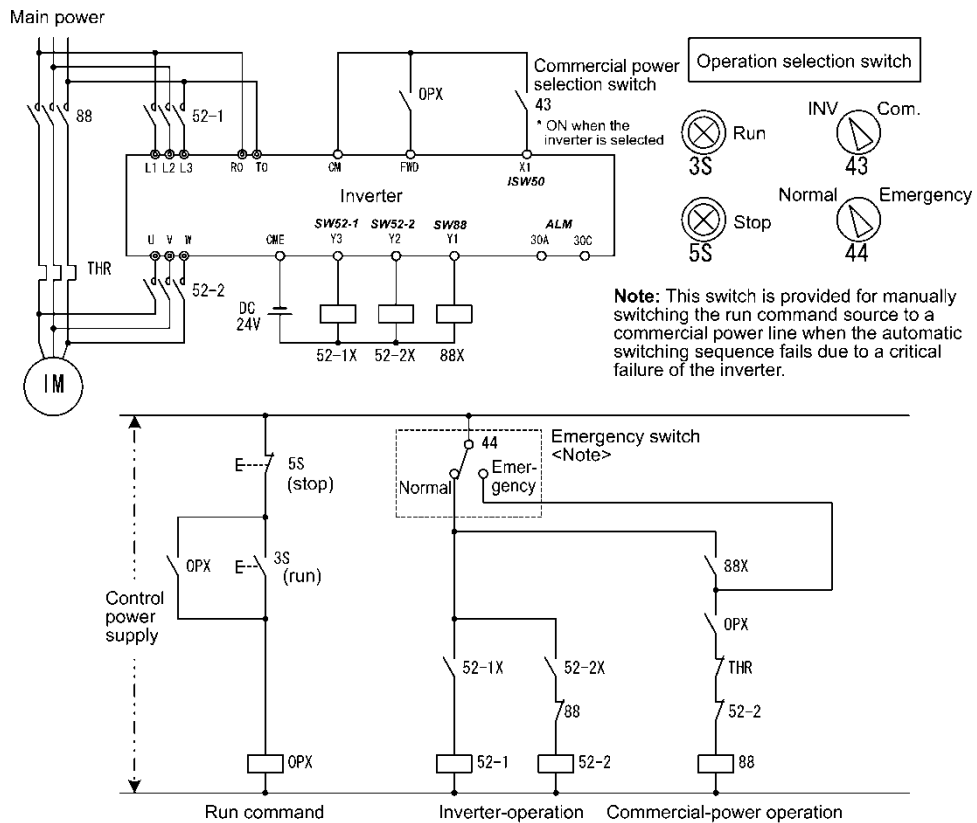 Main power
88
52-1
OPX
Commercial power
selection switch
43
* ON when the
inverter is selected
Operation selection switch
Run
3S
INV
Com.
43
Stop
5S
Normal
Emergency
44
L1 L2 L3
R0 T0
CM
FWD
X1
ISW50
Inverter
SW52-1
SW52-2
SW88
ALM
U V W
CME
Y3
Y2
Y1
30A
30C
THR
52-2
DC
24V
52-1X
52-2X
88X
IM
Note: This switch is provided for manually
switching the run command source to a
commercial power line when the automatic
switching sequence fails due to a critical
failure of the inverter.
Control
power
supply
E
5S
(stop)
OPX
E
3S
(run)
OPX
44
Emergency switch
<Note>
Normal
Emer-
gency
88X
OPX
52-1X
52-2X
THR
88
52-2
52-1
52-2
88
Run command
Inverter-operation
Commercial-power operation